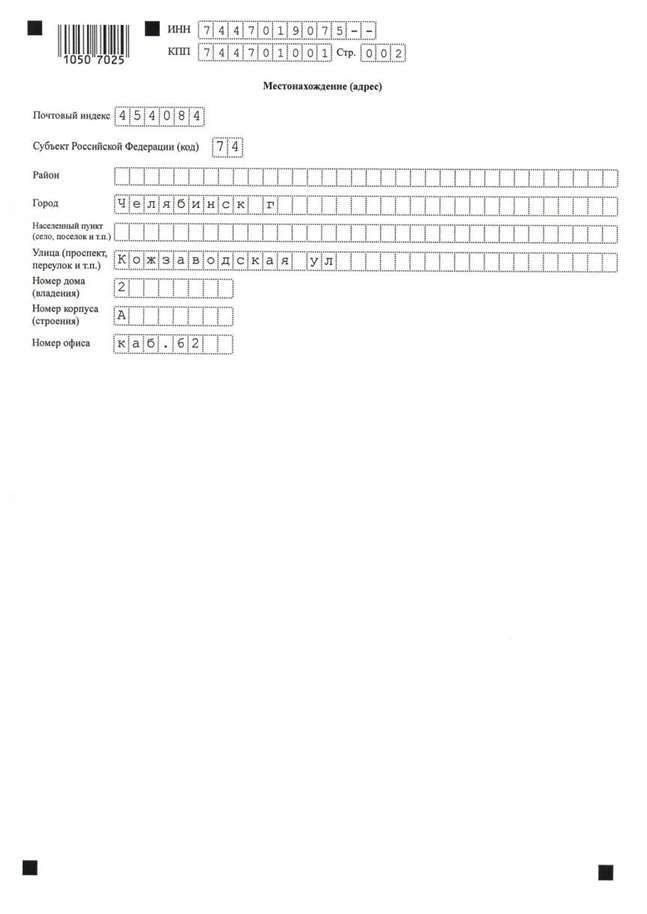 ИНН 7447019075--
1050 7025
КПП 744701001 Стр. 002
Местонахождение (адрес)
Почтовый индекс 454084
Субъект Российской Федерации (код) 74
Район
Город Челябинск г
Населенный пункт
(село, поселок и т.п.)
Улица (проспект,
переулок и т.п.) Кожзаводская ул
Номер дома
(владения) 2
Номер корпуса
(строения) А
Номер офиса каб.62